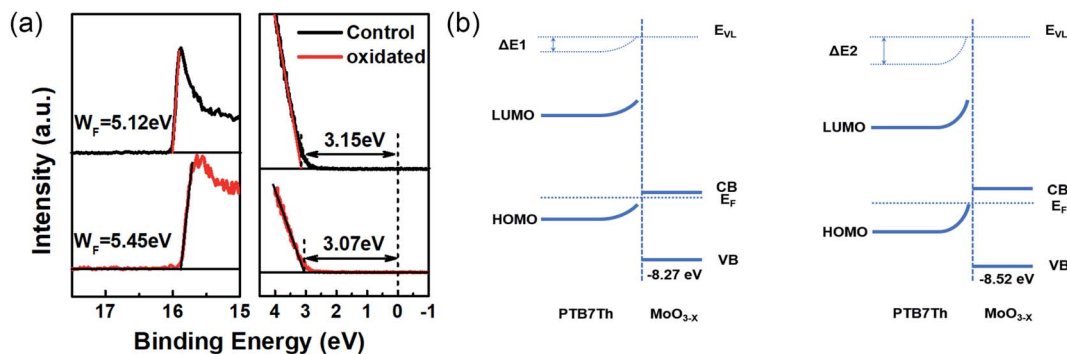 (a)
Control
oxidated
W_F=5.12eV
3.15eV
W_F=5.45eV
3.07eV
Intensity (a.u.)
17 16 15 4 3 2 1 0 -1
Binding Energy (eV)
(b)
ΔE1
E_VL
LUMO
CB
E_F
HOMO
VB
-8.27 eV
PTB7Th
MoO_3-X
ΔE2
E_VL
LUMO
CB
E_F
HOMO
VB
-8.52 eV
PTB7Th
MoO_3-X